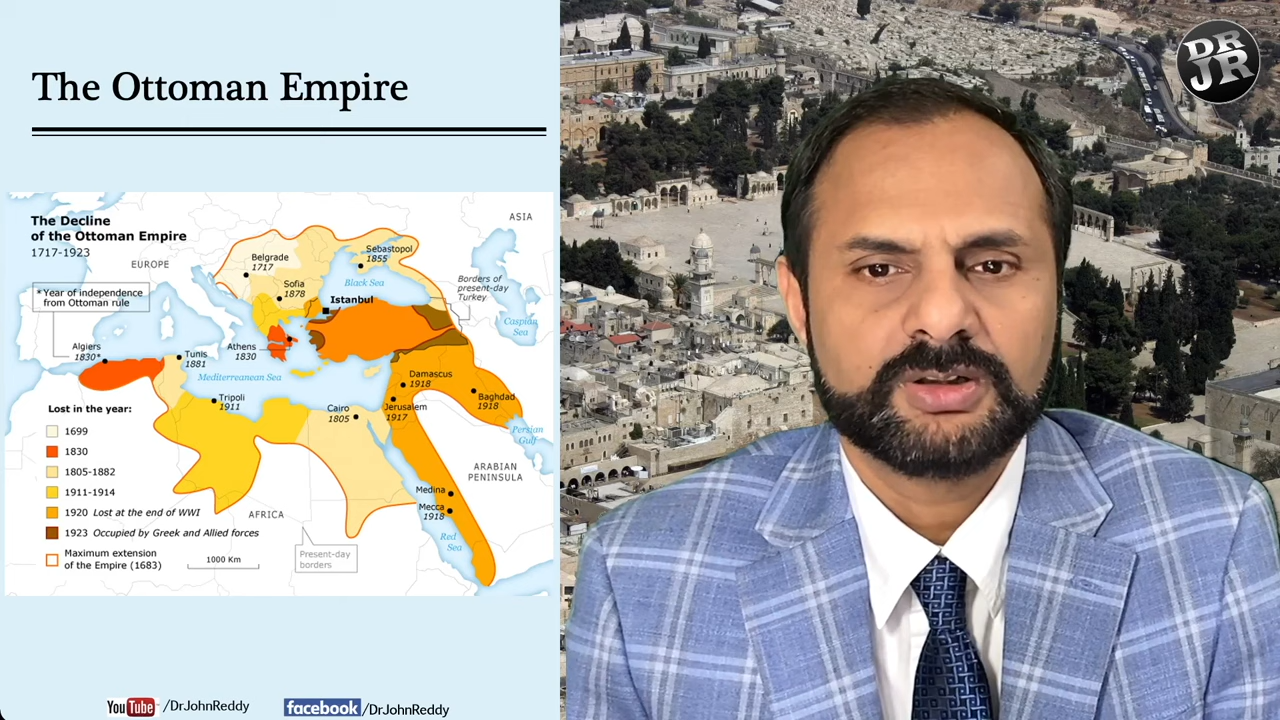 The Ottoman Empire
The Decline
of the Ottoman Empire
1717-1923
EUROPE
ASIA
* Year of independence
from Ottoman rule
Belgrade
1717
Sebastopol
1855
Sofia
1878
Black Sea
Istanbul
Borders of
present-day
Turkey
Caspian
Sea
Algiers
1830*
Tunis
1881
Athens
1830
Mediterranean Sea
Tripoli
1911
Damascus
1918
Cairo
1805
Jerusalem
1917
Baghdad
1918
Persian
Gulf
Lost in the year:
1699
1830
1805-1882
1911-1914
1920 Lost at the end of WWI
1923 Occupied by Greek and Allied forces
Maximum extension
of the Empire (1683)
ARABIAN
PENINSULA
Medina
Mecca
1918
AFRICA
Red
Sea
Present-day
borders
1000 Km
YouTube /DrJohnReddy
facebook /DrJohnReddy
DR
JR